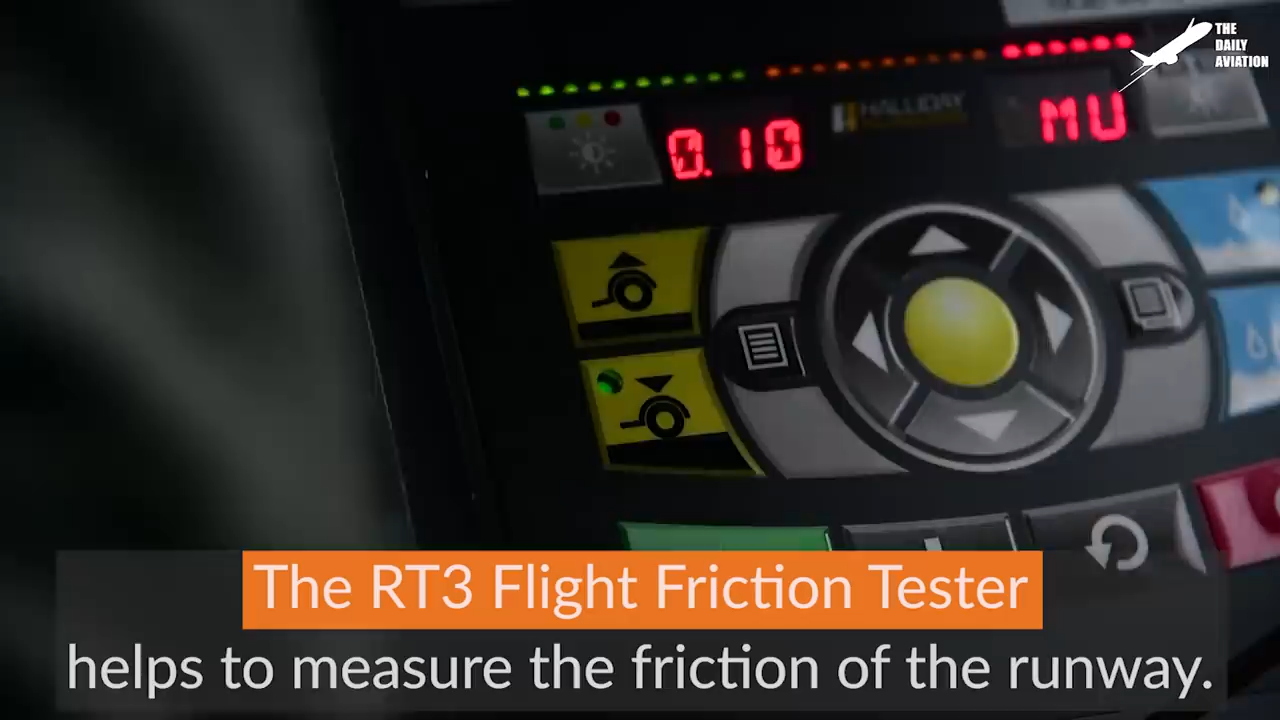 THE
DAILY
AVIATION
0.10
HALLIDAY
MU
The RT3 Flight Friction Tester
helps to measure the friction of the runway.